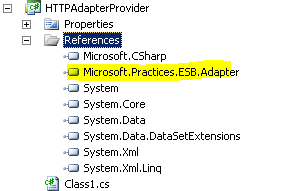 HTTPAdapterProvider
Properties
References
Microsoft.CSharp
Microsoft.Practices.ESB.Adapter
System
System.Core
System.Data
System.Data.DataSetExtensions
System.Xml
System.Xml.Linq
Class1.cs